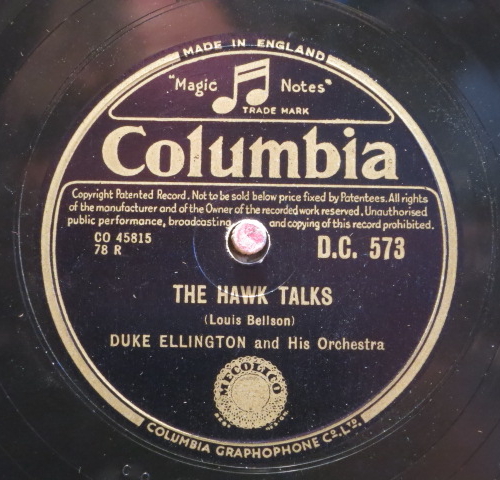 MADE IN ENGLAND
"Magic Notes"
TRADE MARK
Columbia
Copyright Patented Record. Not to be sold below price fixed by Patentees. All rights
of the manufacturer and of the Owner of the recorded work reserved. Unauthorised
public performance, broadcasting and copying of this record prohibited.
CO 45815
78 R
D.C. 573
THE HAWK TALKS
(Louis Bellson)
DUKE ELLINGTON and His Orchestra
MECOLICO
COLUMBIA GRAPHOPHONE CO. LTD.